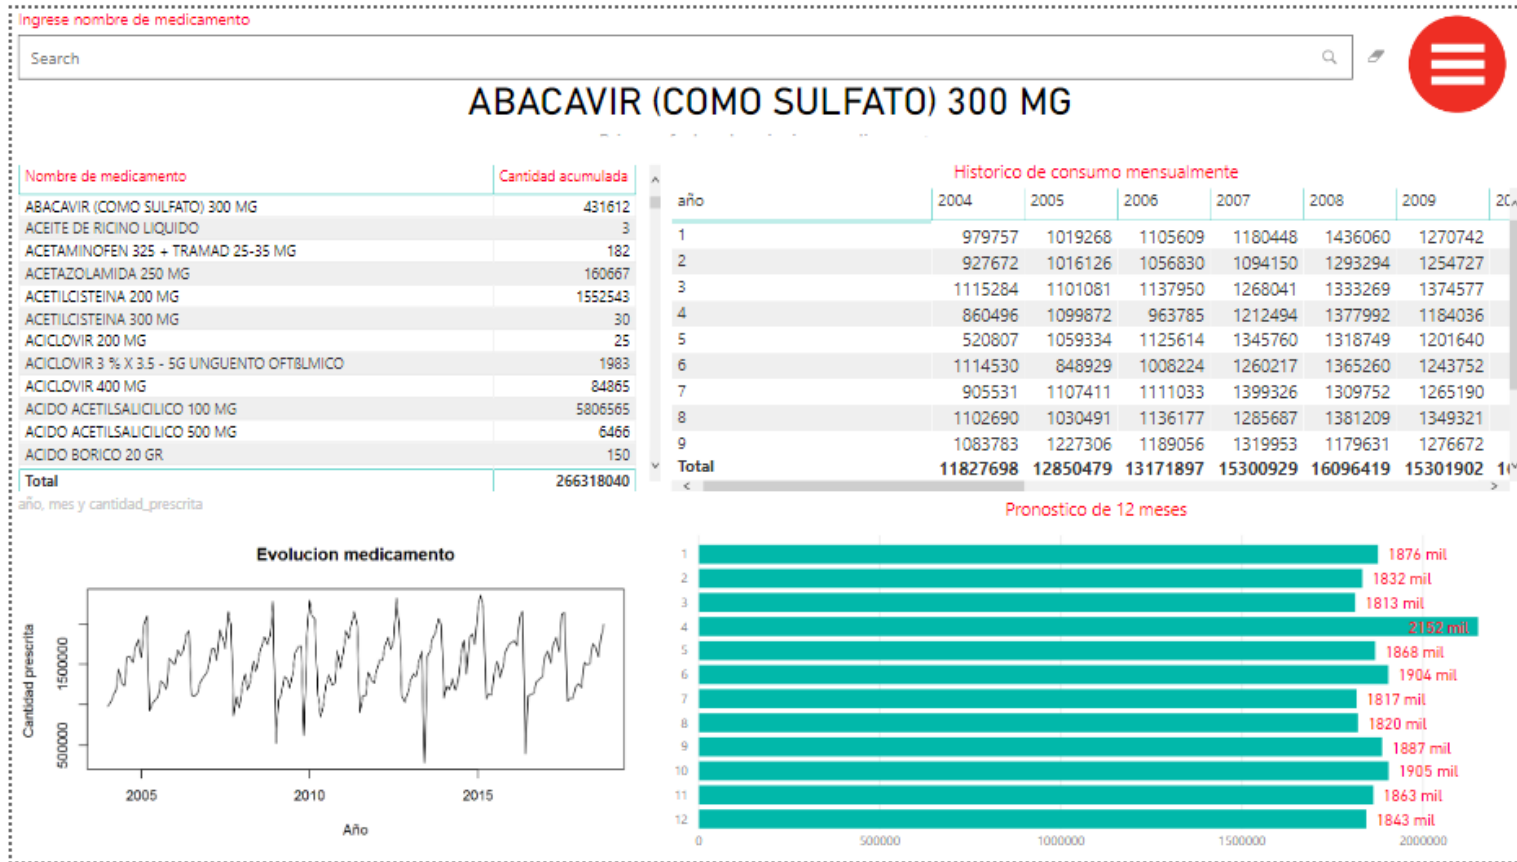 Ingrese nombre de medicamento
Search
ABACAVIR (COMO SULFATO) 300 MG
Nombre de medicamento Cantidad acumulada
ABACAVIR (COMO SULFATO) 300 MG 431612
ACEITE DE RICINO LIQUIDO 3
ACETAMINOFEN 325 + TRAMAD 25-35 MG 182
ACETAZOLAMIDA 250 MG 160667
ACETILCISTEINA 200 MG 1552543
ACETILCISTEINA 300 MG 30
ACICLOVIR 200 MG 25
ACICLOVIR 3 % X 3.5 - 5G UNGUENTO OFTßLMICO 1983
ACICLOVIR 400 MG 84865
ACIDO ACETILSALICILICO 100 MG 5806565
ACIDO ACETILSALICILICO 500 MG 6466
ACIDO BORICO 20 GR 150
Total 266318040
Historico de consumo mensualmente
año 2004 2005 2006 2007 2008 2009
1 979757 1019268 1105609 1180448 1436060 1270742
2 927672 1016126 1056830 1094150 1293294 1254727
3 1115284 1101081 1137950 1268041 1333269 1374577
4 860496 1099872 963785 1212494 1377992 1184036
5 520807 1059334 1125614 1345760 1318749 1201640
6 1114530 848929 1008224 1260217 1365260 1243752
7 905531 1107411 1111033 1399326 1309752 1265190
8 1102690 1030491 1136177 1285687 1381209 1349321
9 1083783 1227306 1189056 1319953 1179631 1276672
Total 11827698 12850479 13171897 15300929 16096419 15301902
año, mes y cantidad_prescrita
Evolucion medicamento
Cantidad prescrita
1500000
500000
2005 2010 2015
Año
Pronostico de 12 meses
1 1876 mil
2 1832 mil
3 1813 mil
4 2152 mil
5 1868 mil
6 1904 mil
7 1817 mil
8 1820 mil
9 1887 mil
10 1905 mil
11 1863 mil
12 1843 mil
0 500000 1000000 1500000 2000000